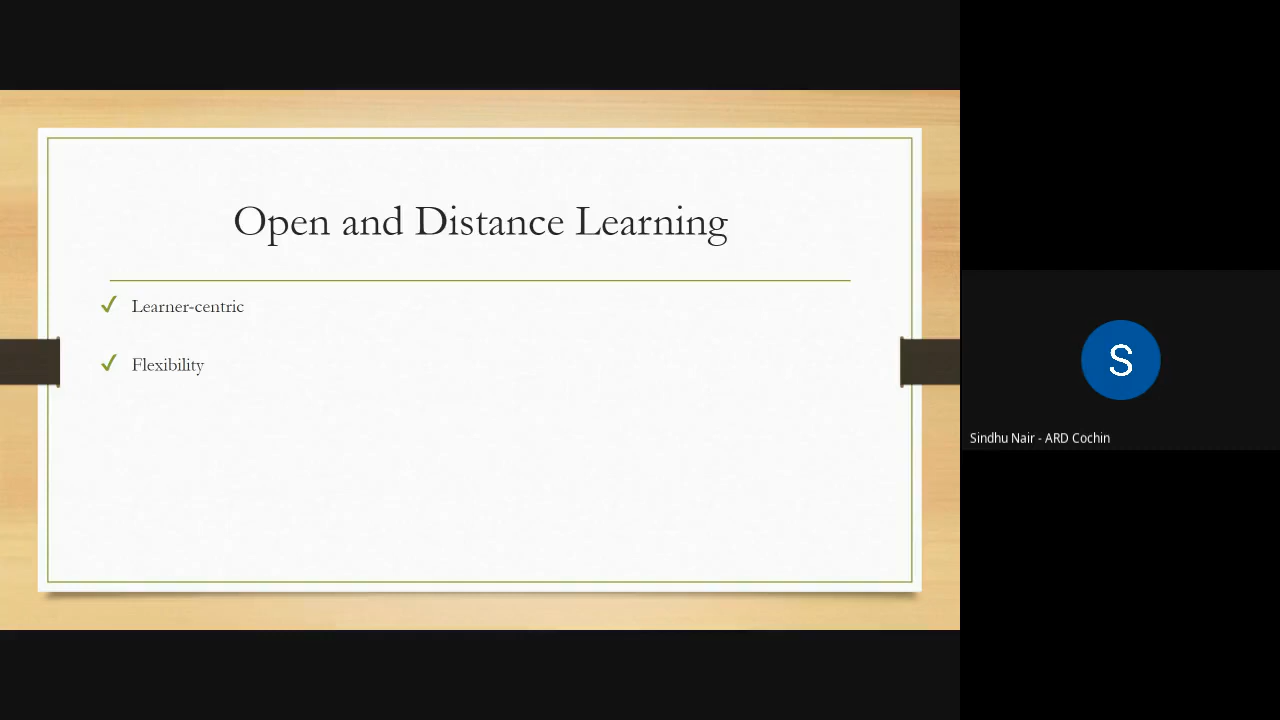 Open and Distance Learning
✓ Learner-centric
✓ Flexibility
S
Sindhu Nair - ARD Cochin